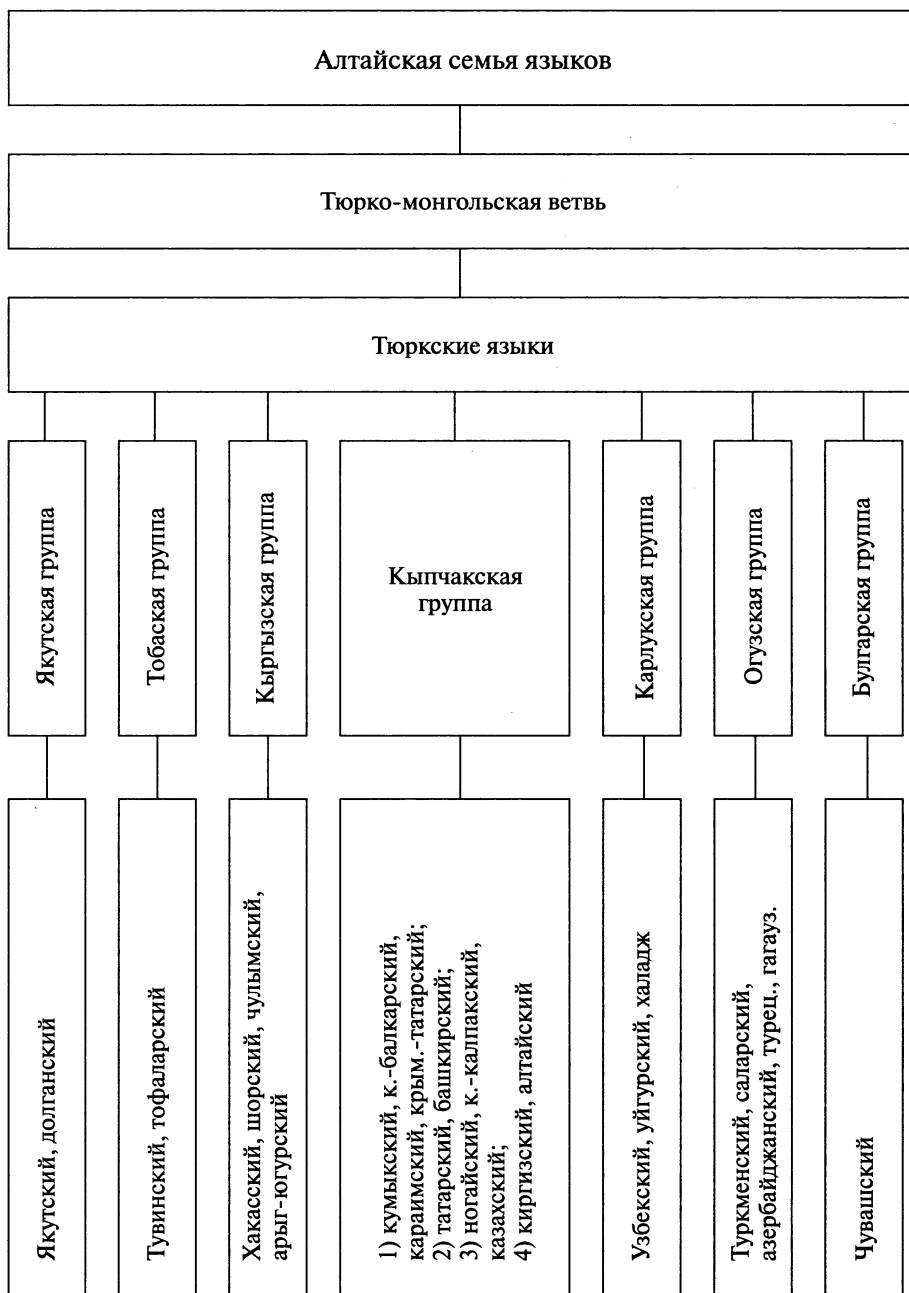 Алтайская семья языков
Тюрко-монгольская ветвь
Тюркские языки
Якутская группа
Тобаская группа
Кыргызская группа
Кыпчакская
группа
Карлукская группа
Огузская группа
Булгарская группа
Якутский, долганский
Тувинский, тофаларский
Хакасский, шорский, чулымский,
арыг-югурский
1) кумыкский, к.-балкарский,
караимский, крым.-татарский;
2) татарский, башкирский;
3) ногайский, к.-калпакский,
казахский;
4) киргизский, алтайский
Узбекский, уйгурский, халадж
Туркменский, саларский,
азербайджанский, турец., гагауз.
Чувашский